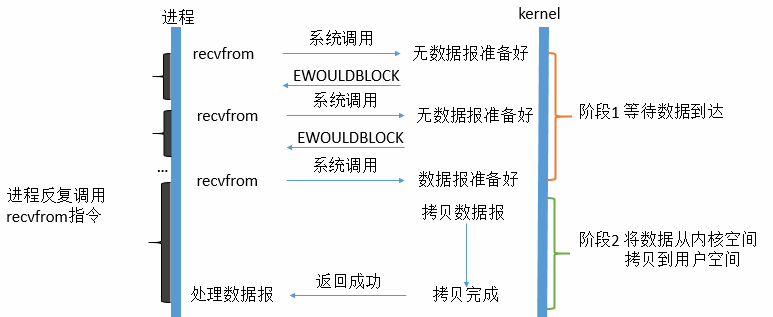 进程
kernel
recvfrom
系统调用
无数据报准备好
EWOULDBLOCK
recvfrom
系统调用
无数据报准备好
阶段1 等待数据到达
EWOULDBLOCK
...
recvfrom
系统调用
数据报准备好
进程反复调用
recvfrom指令
拷贝数据报
阶段2 将数据从内核空间
拷贝到用户空间
处理数据报
返回成功
拷贝完成